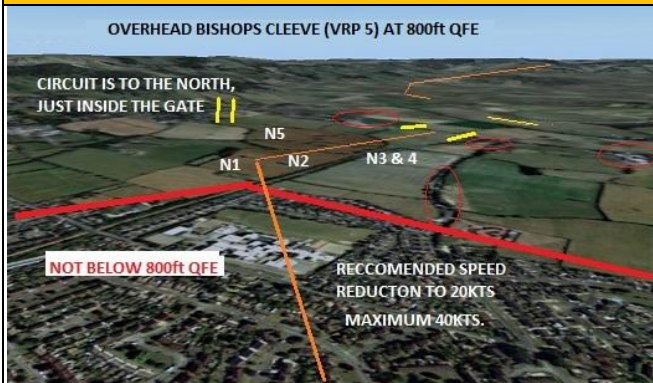 OVERHEAD BISHOPS CLEEVE (VRP 5) AT 800ft QFE
CIRCUIT IS TO THE NORTH,
JUST INSIDE THE GATE
N5
N1
N2
N3 & 4
NOT BELOW 800ft QFE
RECCOMENDED SPEED
REDUCTON TO 20KTS
MAXIMUM 40KTS.